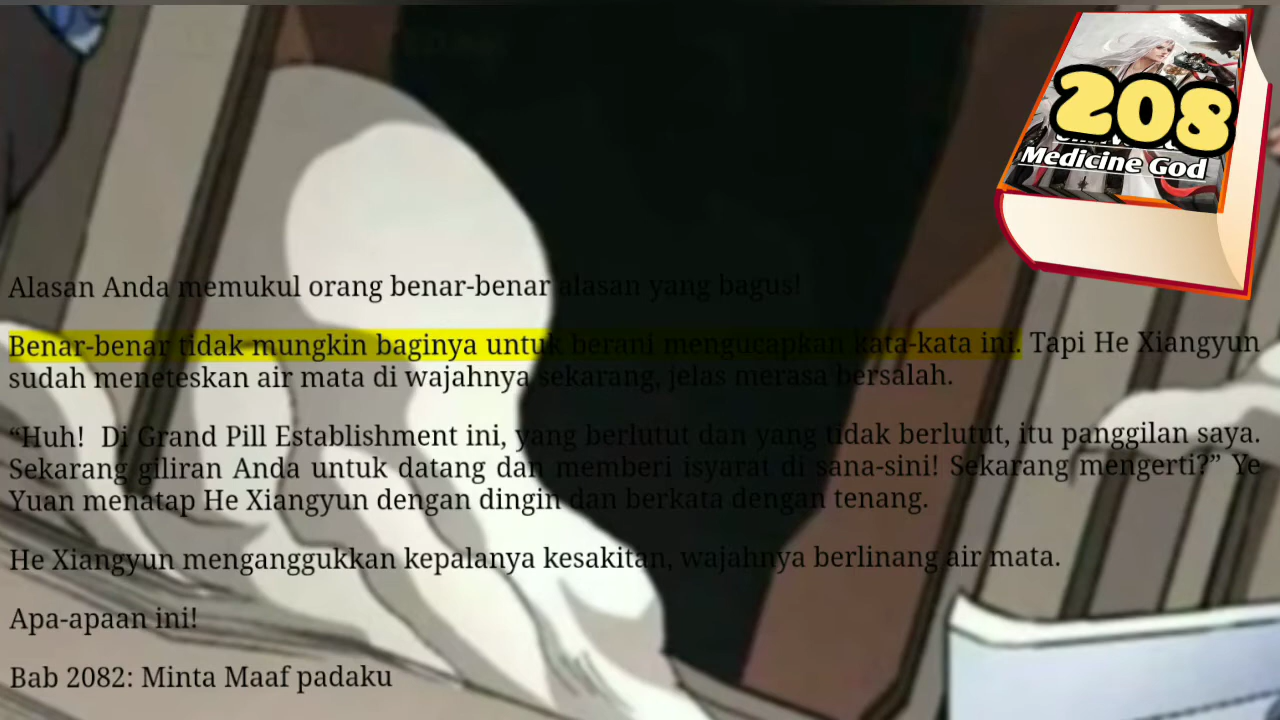 208
Medicine God
Alasan Anda memukul orang benar-benar alasan yang bagus!
Benar-benar tidak mungkin baginya untuk berani mengucapkan kata-kata ini. Tapi He Xiangyun
sudah meneteskan air mata di wajahnya sekarang, jelas merasa bersalah.
“Huh!  Di Grand Pill Establishment ini, yang berlutut dan yang tidak berlutut, itu panggilan saya.
Sekarang giliran Anda untuk datang dan memberi isyarat di sana-sini! Sekarang mengerti?” Ye
Yuan menatap He Xiangyun dengan dingin dan berkata dengan tenang.
He Xiangyun menganggukkan kepalanya kesakitan, wajahnya berlinang air mata.
Apa-apaan ini!
Bab 2082: Minta Maaf padaku